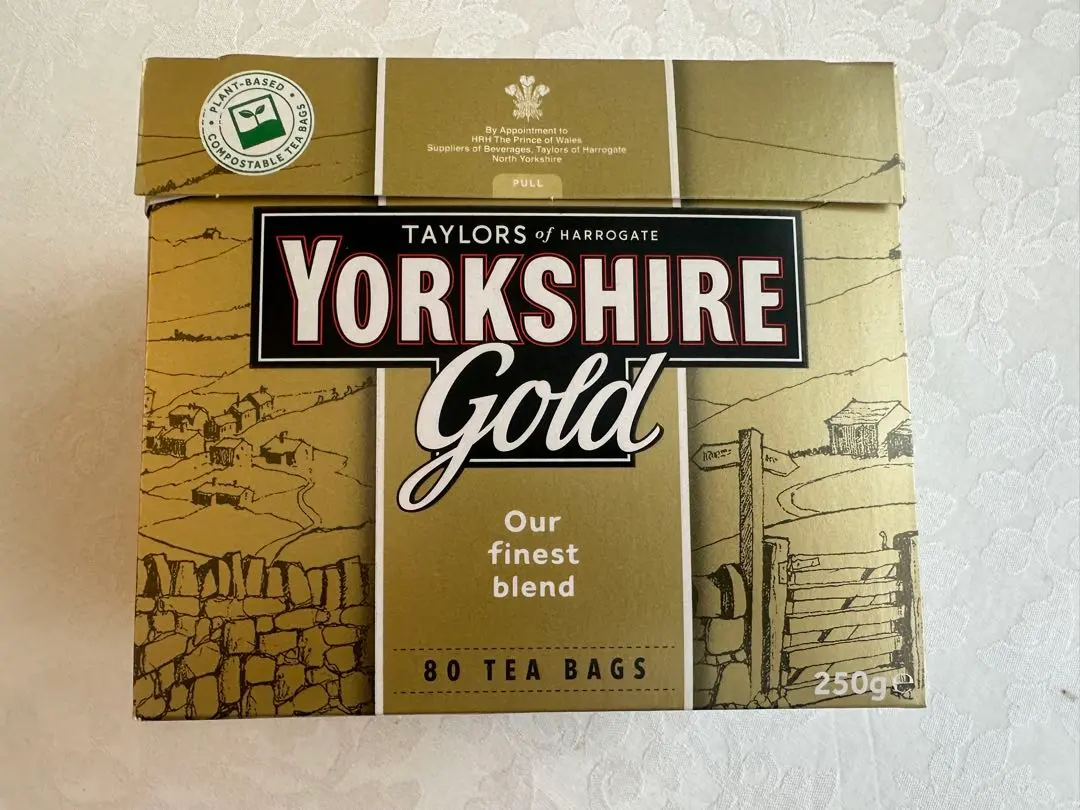 PLANT-BASED
COMPOSTABLE TEA BAGS
By Appointment to
HRH The Prince of Wales
Suppliers of Beverages, Taylors of Harrogate
North Yorkshire
PULL
TAYLORS of HARROGATE
YORKSHIRE
Gold
Our
finest
blend
80 TEA BAGS
250g℮